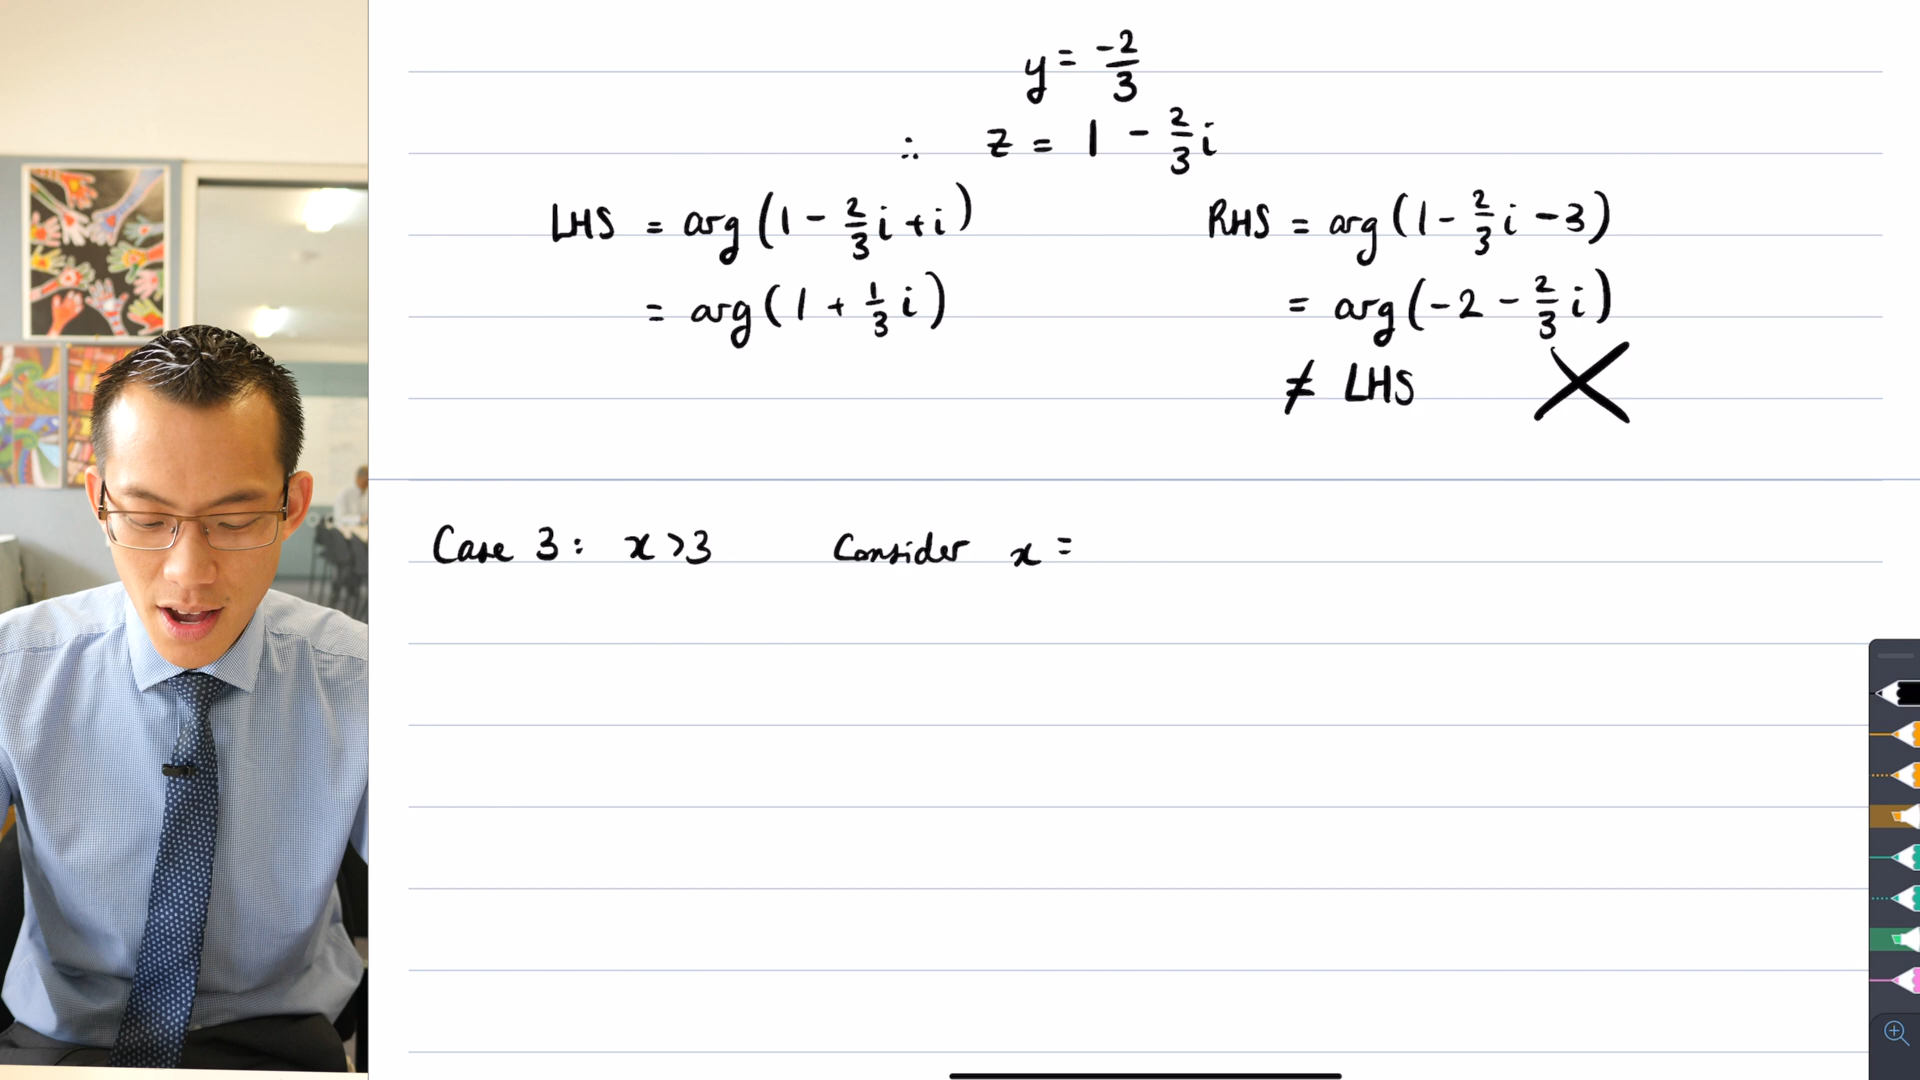 y = -2/3
∴ z = 1 - 2/3 i
LHS = arg(1 - 2/3 i + i) RHS = arg(1 - 2/3 i - 3)
= arg(1 + 1/3 i) = arg(-2 - 2/3 i)
≠ LHS
Case 3: x > 3 Consider x =